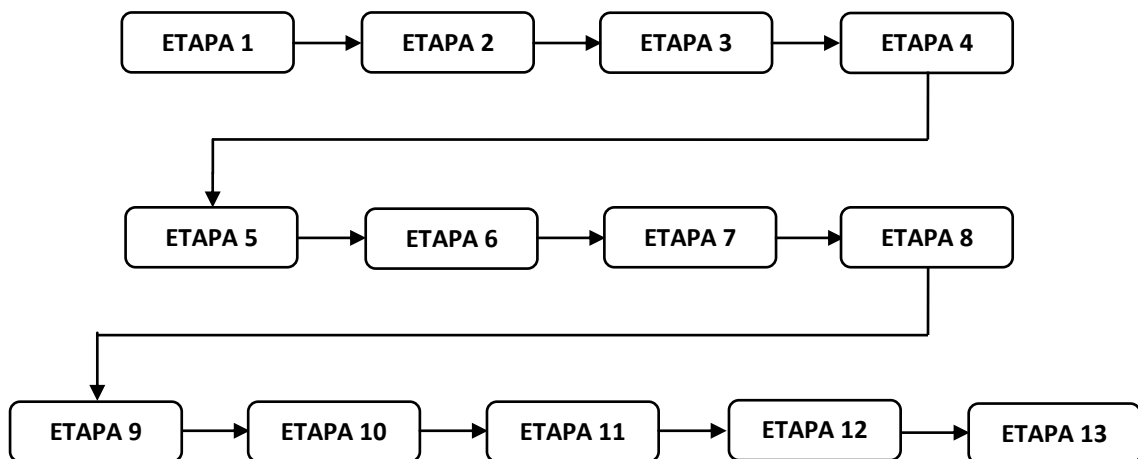 ETAPA 1
ETAPA 2
ETAPA 3
ETAPA 4
ETAPA 5
ETAPA 6
ETAPA 7
ETAPA 8
ETAPA 9
ETAPA 10
ETAPA 11
ETAPA 12
ETAPA 13